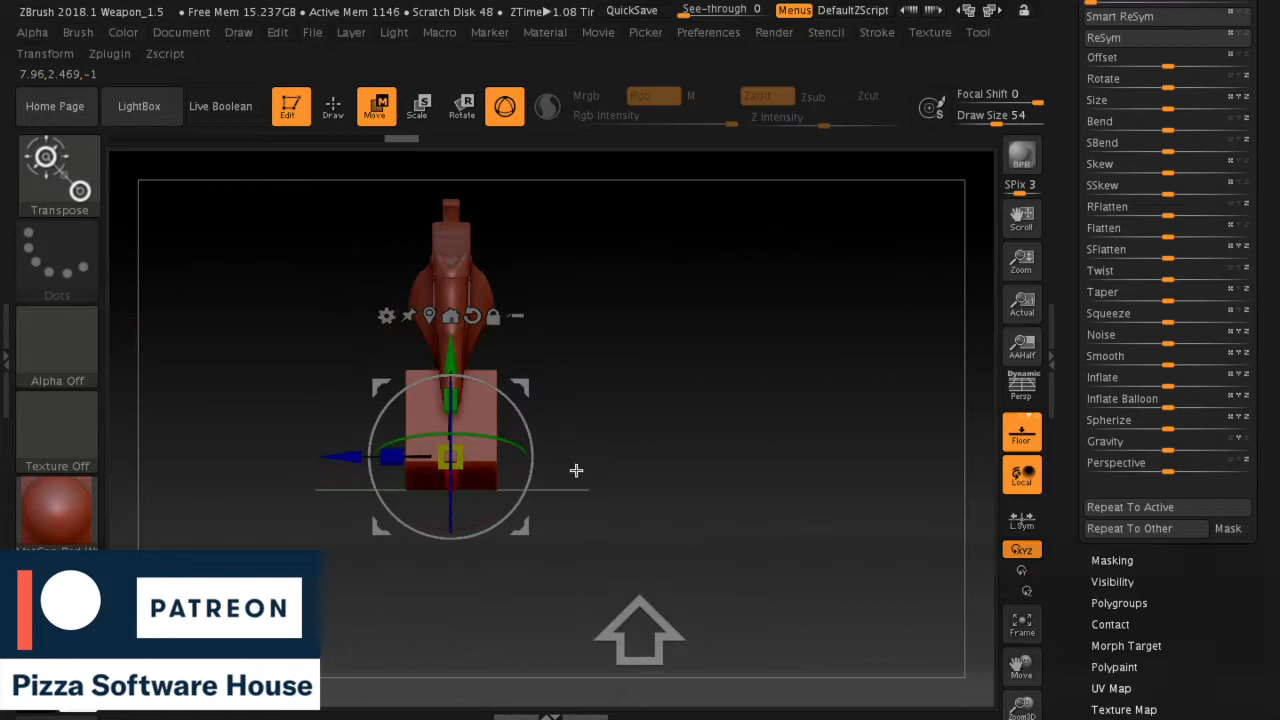 ZBrush 2018.1 Weapon_1.5 • Free Mem 15.237GB • Active Mem 1146 • Scratch Disk 48 • ZTime▶1.08 Tir QuickSave See-through 0 Menus DefaultZScript
Alpha Brush Color Document Draw Edit File Layer Light Macro Marker Material Movie Picker Preferences Render Stencil Stroke Texture Tool
Transform Zplugin Zscript
7.96,2.469,-1
Home Page LightBox Live Boolean Edit Draw Move Scale Rotate Mrgb Rgb M Zadd Zsub Zcut
Rgb Intensity Z Intensity
Focal Shift 0
Draw Size 54
Transpose
Dots
Alpha Off
Texture Off
BPR
SPix 3
Scroll
Zoom
Actual
AAHalf
Dynamic
Persp
Floor
Local
L.Sym
XYZ
Frame
Move
Zoom3D
Smart ReSym
ReSym
Offset
Rotate
Size
Bend
SBend
Skew
SSkew
RFlatten
Flatten
SFlatten
Twist
Taper
Squeeze
Noise
Smooth
Inflate
Inflate Balloon
Spherize
Gravity
Perspective
Repeat To Active
Repeat To Other Mask
Masking
Visibility
Polygroups
Contact
Morph Target
Polypaint
UV Map
Texture Map
PATREON
Pizza Software House